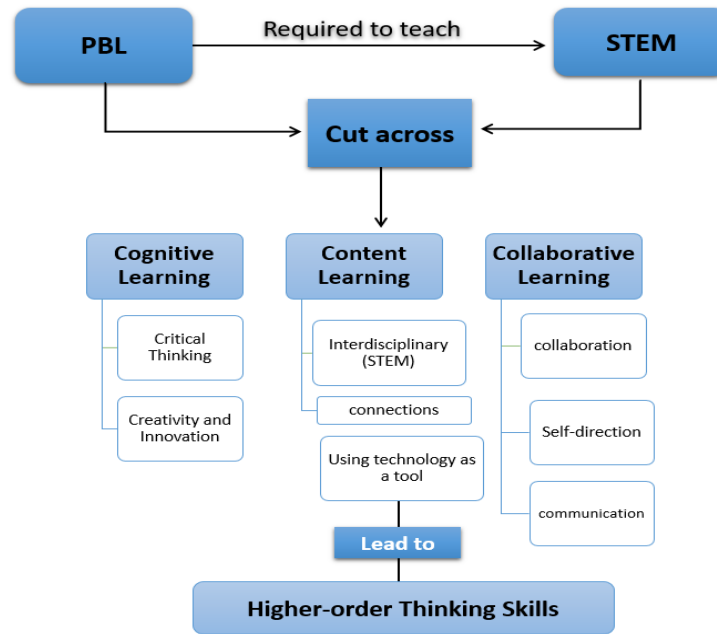 PBL
Required to teach
STEM
Cut across
Cognitive
Learning
Critical
Thinking
Creativity and
Innovation
Content
Learning
Interdisciplinary
(STEM)
connections
Using technology as
a tool
Collaborative
Learning
collaboration
Self-direction
communication
Lead to
Higher-order Thinking Skills